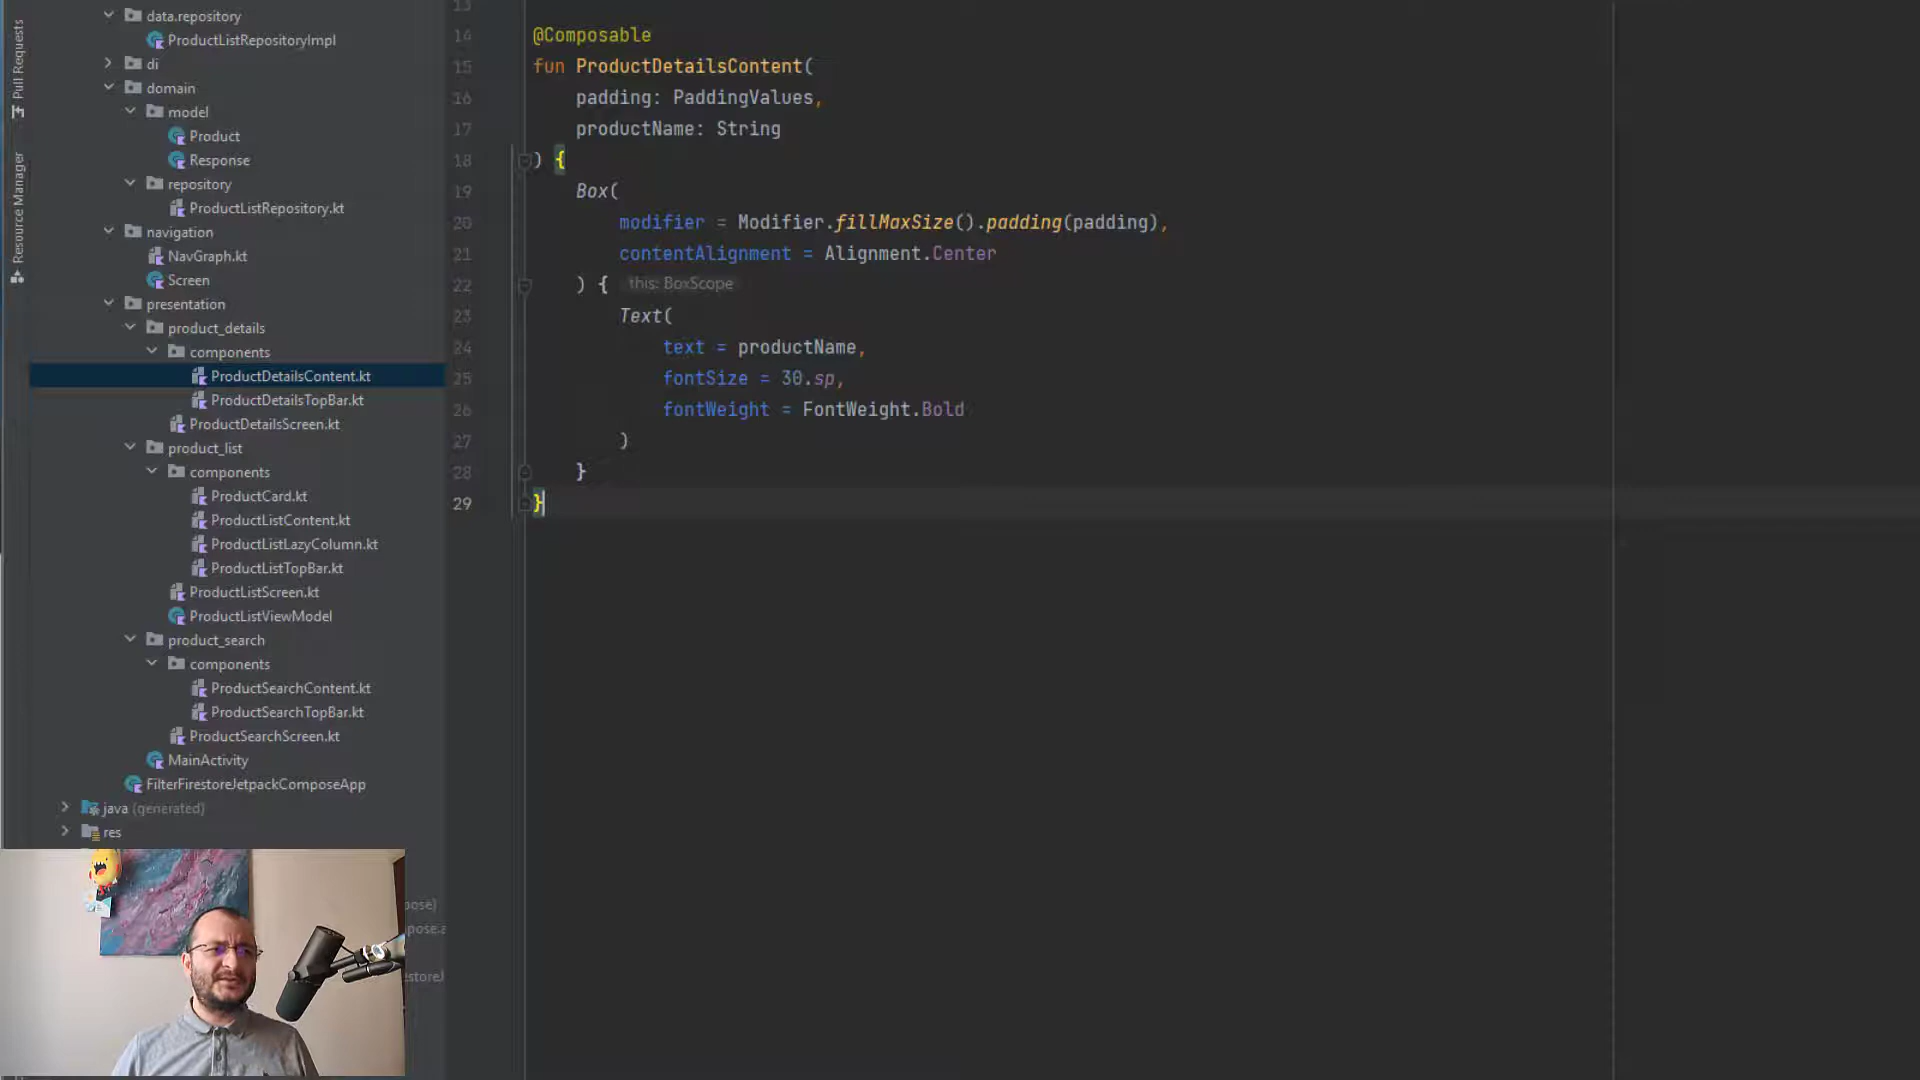 Pull Requests
Resource Manager
data.repository
ProductListRepositoryImpl
di
domain
model
Product
Response
repository
ProductListRepository.kt
navigation
NavGraph.kt
Screen
presentation
product_details
components
ProductDetailsContent.kt
ProductDetailsTopBar.kt
ProductDetailsScreen.kt
product_list
components
ProductCard.kt
ProductListContent.kt
ProductListLazyColumn.kt
ProductListTopBar.kt
ProductListScreen.kt
ProductListViewModel
product_search
components
ProductSearchContent.kt
ProductSearchTopBar.kt
ProductSearchScreen.kt
MainActivity
FilterFirestoreJetpackComposeApp
java (generated)
res
pose)
pose.a
store)
13
14 @Composable
15 fun ProductDetailsContent(
16 padding: PaddingValues,
17 productName: String
18 ) {
19 Box(
20 modifier = Modifier.fillMaxSize().padding(padding),
21 contentAlignment = Alignment.Center
22 ) { this: BoxScope
23 Text(
24 text = productName,
25 fontSize = 30.sp,
26 fontWeight = FontWeight.Bold
27 )
28 }
29 }